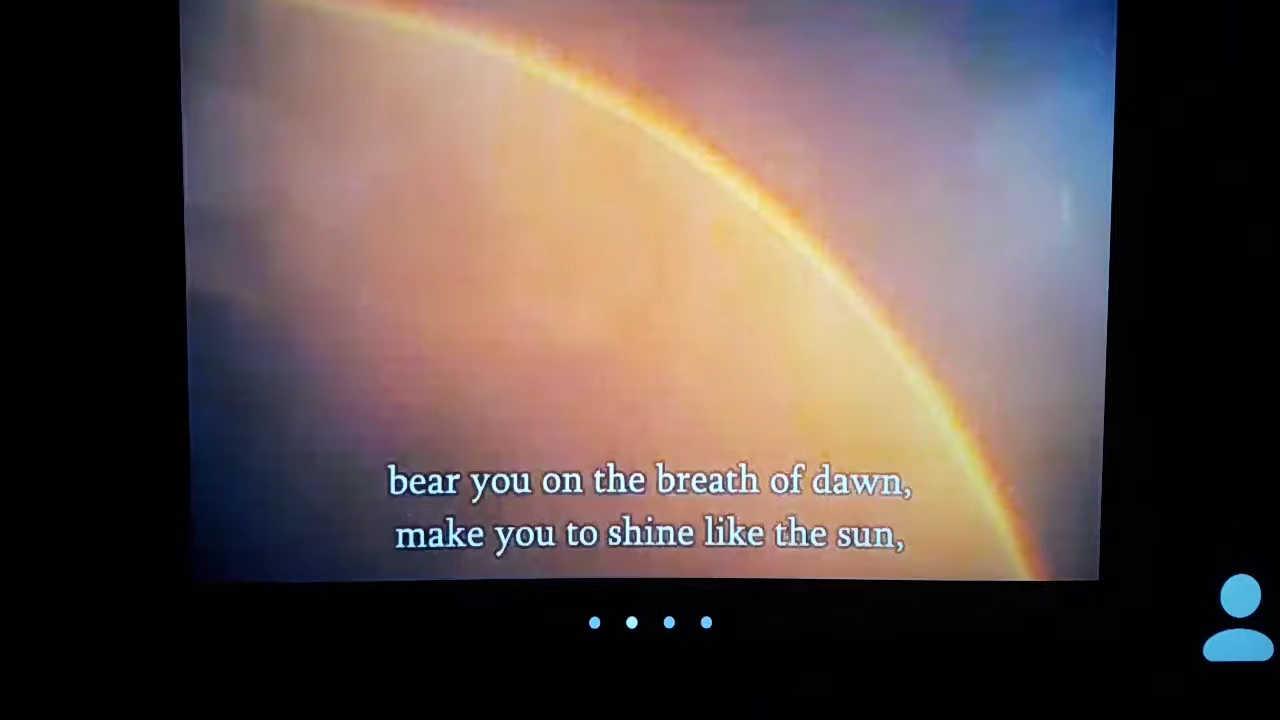 bear you on the breath of dawn,
make you to shine like the sun,